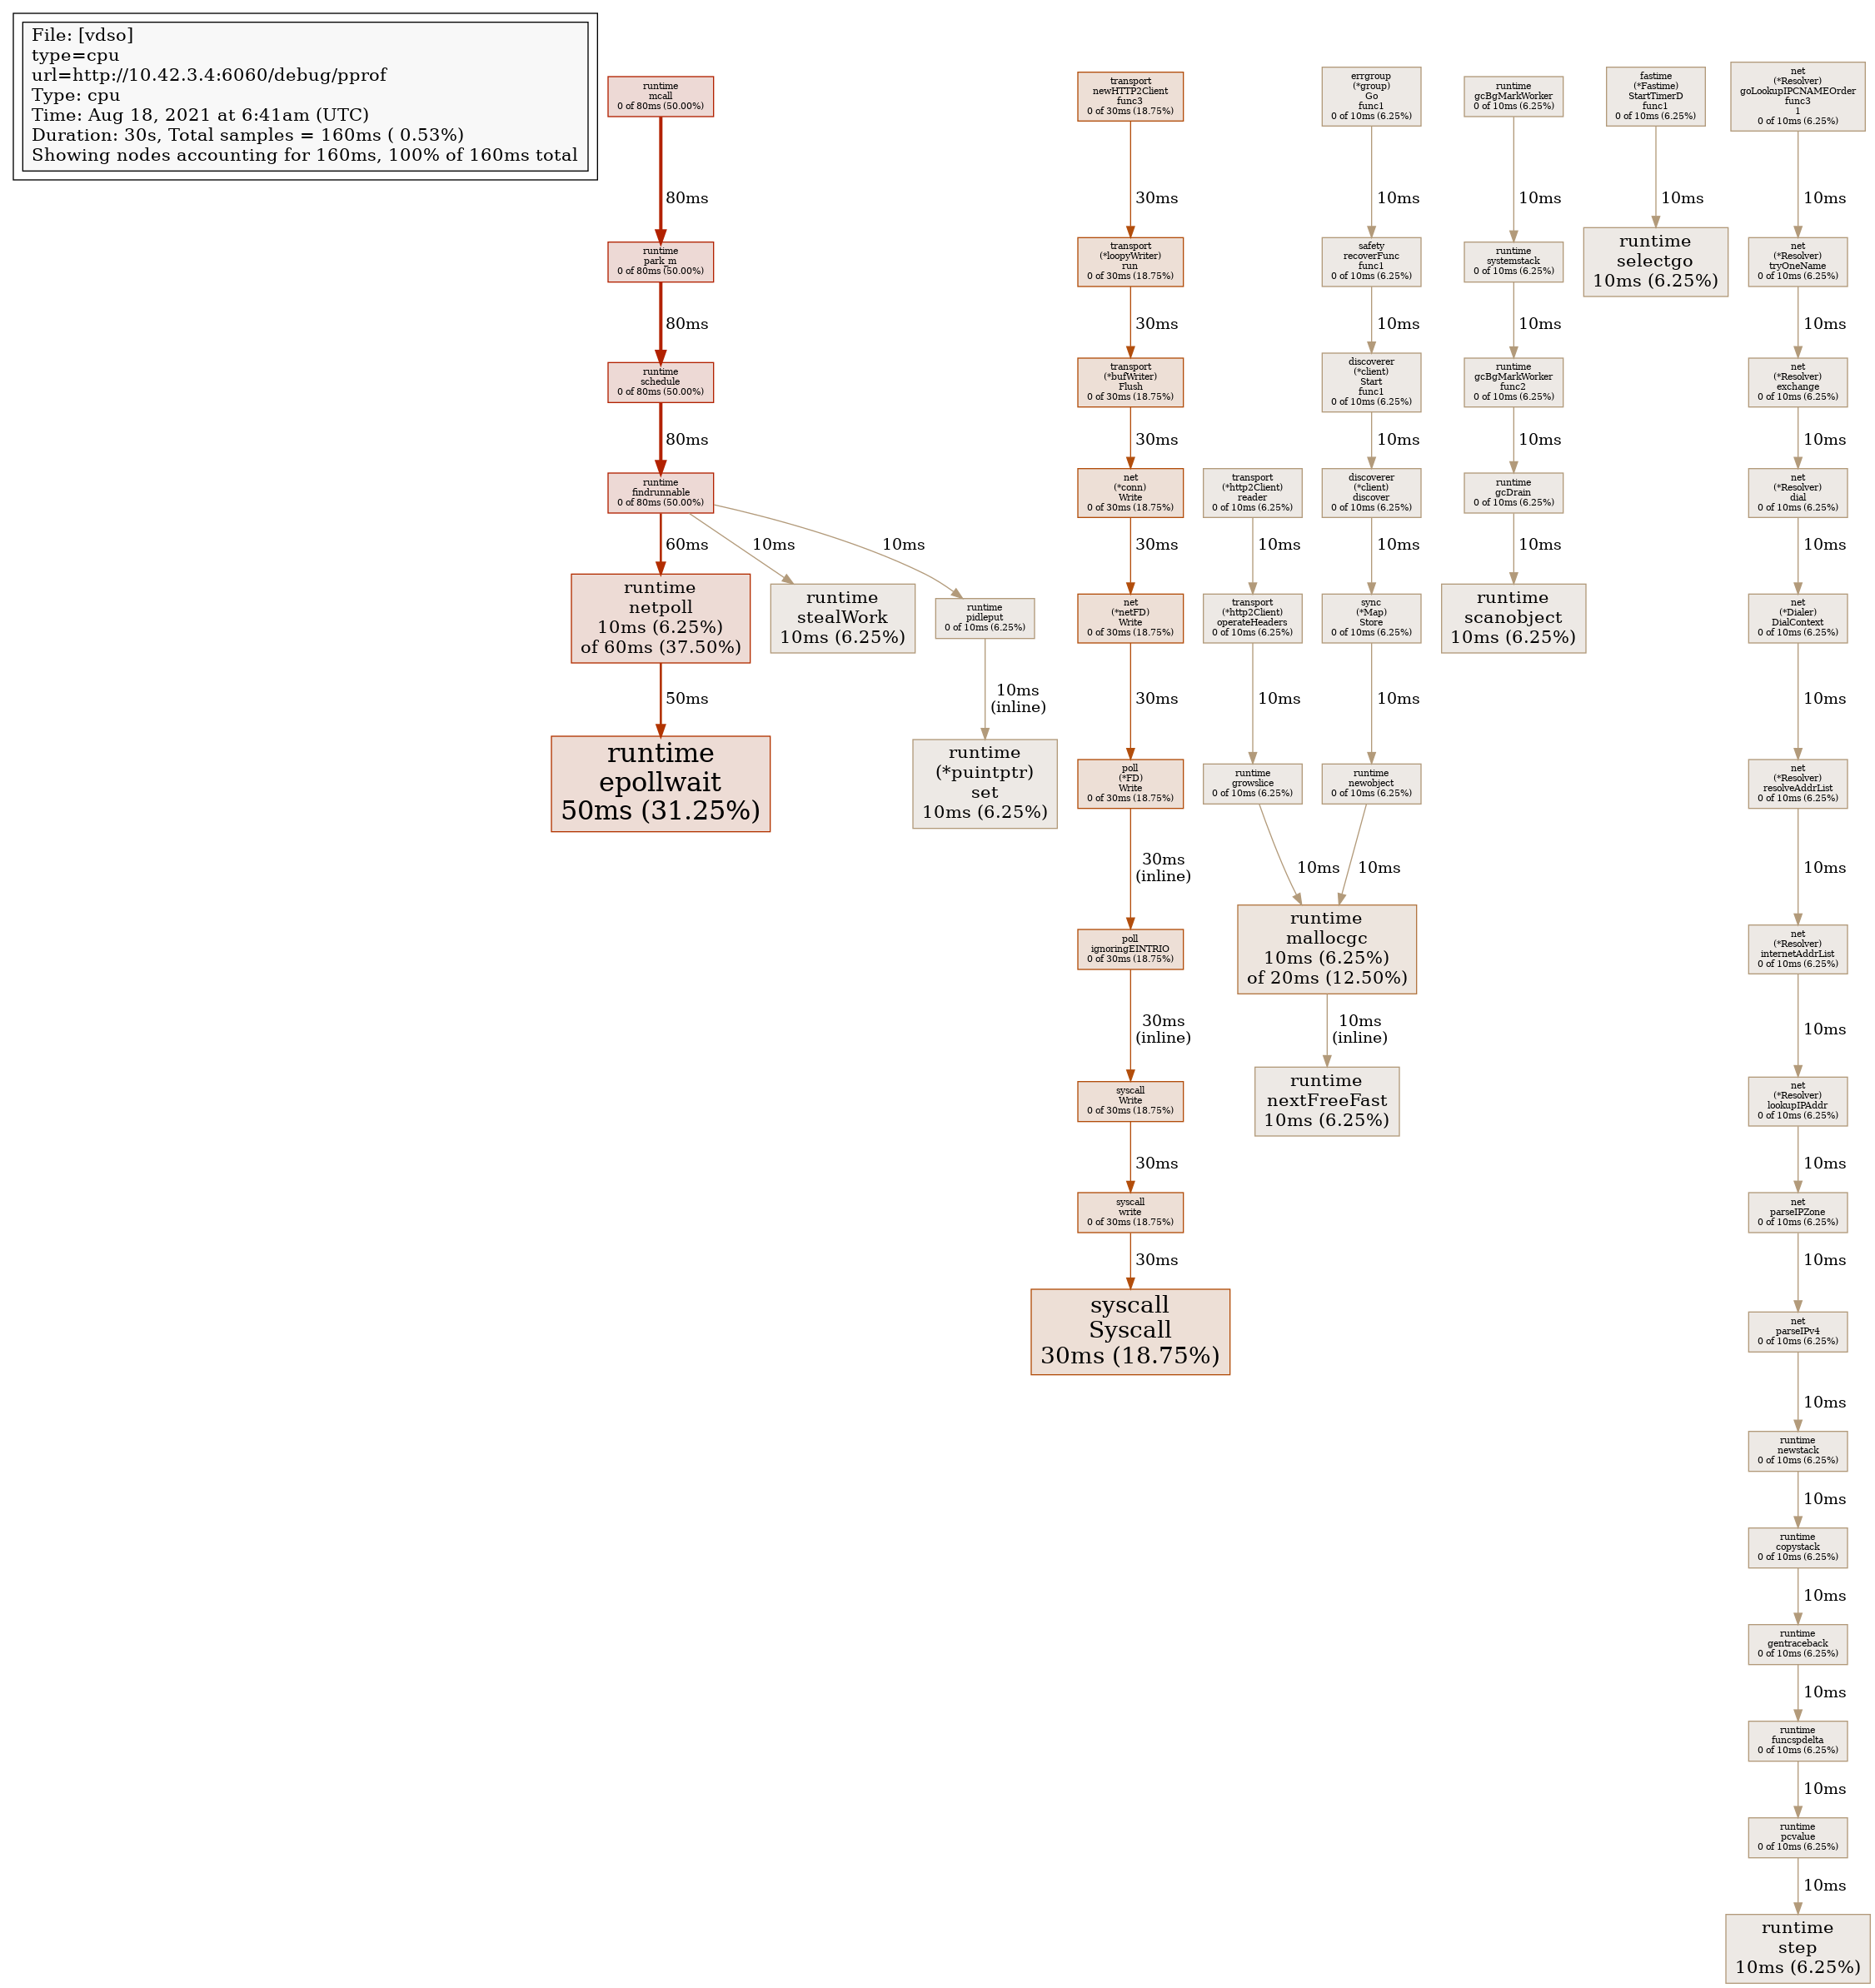 File: [vdso]
type=cpu
url=http://10.42.3.4:6060/debug/pprof
Type: cpu
Time: Aug 18, 2021 at 6:41am (UTC)
Duration: 30s, Total samples = 160ms ( 0.53%)
Showing nodes accounting for 160ms, 100% of 160ms total
runtime
mcall
0 of 80ms (50.00%)
80ms
runtime
park_m
0 of 80ms (50.00%)
80ms
runtime
schedule
0 of 80ms (50.00%)
80ms
runtime
findrunnable
0 of 80ms (50.00%)
60ms
10ms
10ms
runtime
netpoll
10ms (6.25%)
of 60ms (37.50%)
50ms
runtime
epollwait
50ms (31.25%)
runtime
stealWork
10ms (6.25%)
runtime
pidleput
0 of 10ms (6.25%)
10ms
(inline)
runtime
(*puintptr)
set
10ms (6.25%)
transport
newHTTP2Client
func3
0 of 30ms (18.75%)
30ms
transport
(*loopyWriter)
run
0 of 30ms (18.75%)
30ms
transport
(*bufWriter)
Flush
0 of 30ms (18.75%)
30ms
net
(*conn)
Write
0 of 30ms (18.75%)
30ms
net
(*netFD)
Write
0 of 30ms (18.75%)
30ms
poll
(*FD)
Write
0 of 30ms (18.75%)
30ms
(inline)
poll
ignoringEINTRIO
0 of 30ms (18.75%)
30ms
(inline)
syscall
Write
0 of 30ms (18.75%)
30ms
syscall
write
0 of 30ms (18.75%)
30ms
syscall
Syscall
30ms (18.75%)
transport
(*http2Client)
reader
0 of 10ms (6.25%)
10ms
transport
(*http2Client)
operateHeaders
0 of 10ms (6.25%)
10ms
runtime
growslice
0 of 10ms (6.25%)
10ms
errgroup
(*group)
Go
func1
0 of 10ms (6.25%)
10ms
safety
recoverFunc
func1
0 of 10ms (6.25%)
10ms
discoverer
(*client)
Start
func1
0 of 10ms (6.25%)
10ms
discoverer
(*client)
discover
0 of 10ms (6.25%)
10ms
sync
(*Map)
Store
0 of 10ms (6.25%)
10ms
runtime
newobject
0 of 10ms (6.25%)
10ms
runtime
mallocgc
10ms (6.25%)
of 20ms (12.50%)
10ms
(inline)
runtime
nextFreeFast
10ms (6.25%)
runtime
gcBgMarkWorker
0 of 10ms (6.25%)
10ms
runtime
systemstack
0 of 10ms (6.25%)
10ms
runtime
gcBgMarkWorker
func2
0 of 10ms (6.25%)
10ms
runtime
gcDrain
0 of 10ms (6.25%)
10ms
runtime
scanobject
10ms (6.25%)
fastime
(*Fastime)
StartTimerD
func1
0 of 10ms (6.25%)
10ms
runtime
selectgo
10ms (6.25%)
net
(*Resolver)
goLookupIPCNAMEOrder
func3
1
0 of 10ms (6.25%)
10ms
net
(*Resolver)
tryOneName
0 of 10ms (6.25%)
10ms
net
(*Resolver)
exchange
0 of 10ms (6.25%)
10ms
net
(*Resolver)
dial
0 of 10ms (6.25%)
10ms
net
(*Dialer)
DialContext
0 of 10ms (6.25%)
10ms
net
(*Resolver)
resolveAddrList
0 of 10ms (6.25%)
10ms
net
(*Resolver)
internetAddrList
0 of 10ms (6.25%)
10ms
net
(*Resolver)
lookupIPAddr
0 of 10ms (6.25%)
10ms
net
parseIPZone
0 of 10ms (6.25%)
10ms
net
parseIPv4
0 of 10ms (6.25%)
10ms
runtime
newstack
0 of 10ms (6.25%)
10ms
runtime
copystack
0 of 10ms (6.25%)
10ms
runtime
gentraceback
0 of 10ms (6.25%)
10ms
runtime
funcspdelta
0 of 10ms (6.25%)
10ms
runtime
pcvalue
0 of 10ms (6.25%)
10ms
runtime
step
10ms (6.25%)